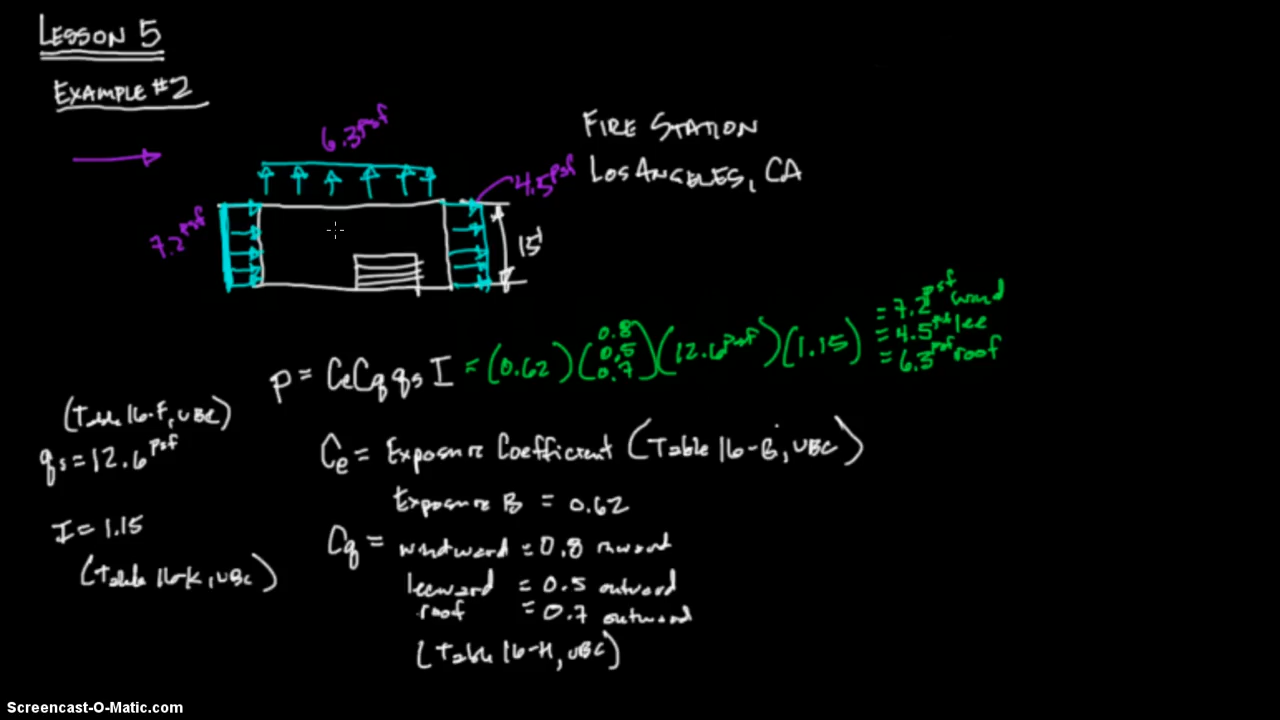 LESSON 5
EXAMPLE #2
6.3 psf
4.5 psf
7.2 psf
15'
FIRE STATION
LOS ANGELES, CA
p = CeCq qs I = (0.62) (0.8 0.5 0.7) (12.6 psf) (1.15)
= 7.2 psf wind
= 4.5 psf lee
= 6.3 psf roof
(Table 16-F, UBC)
qs = 12.6 psf
I = 1.15
(Table 16-K, UBC)
Ce = Exposure Coefficient (Table 16-G, UBC)
Exposure B = 0.62
Cq = windward = 0.8 inward
leeward = 0.5 outward
roof = 0.7 outward
(Table 16-H, UBC)
Screencast-O-Matic.com